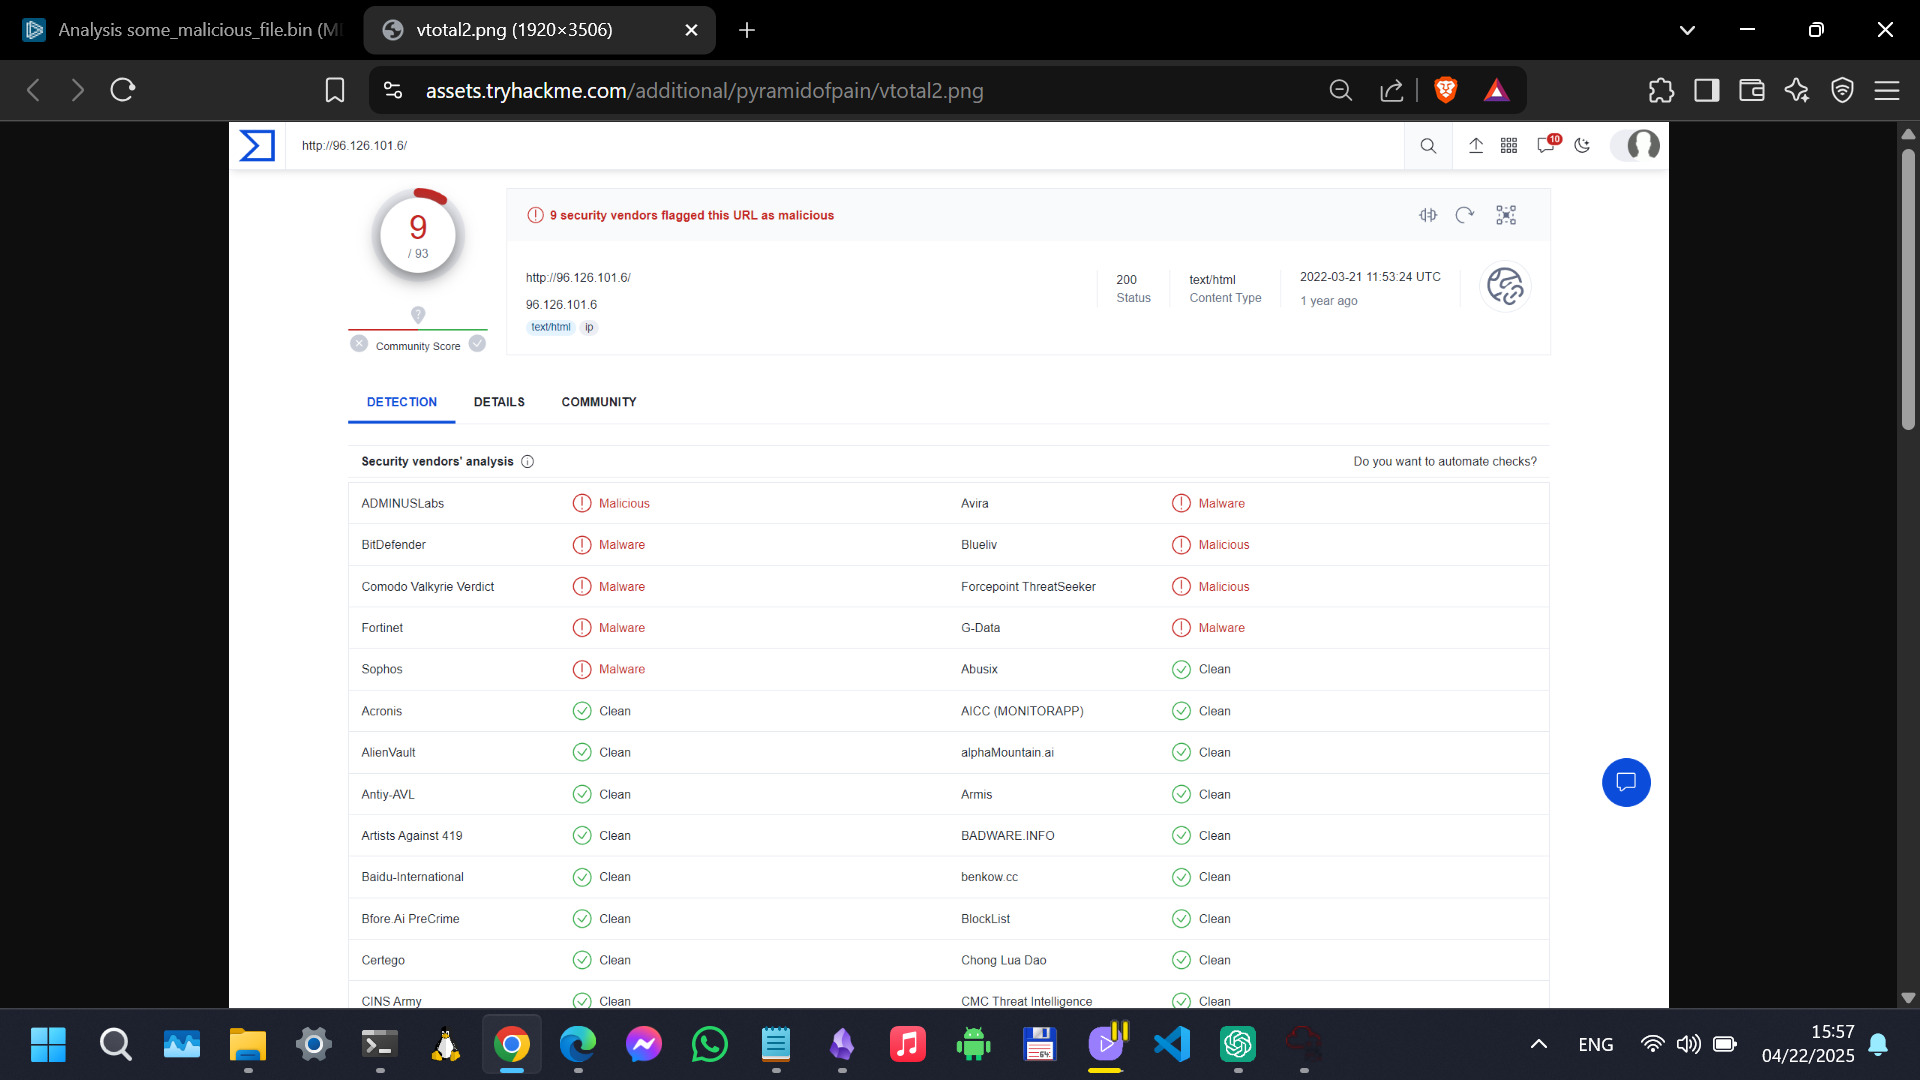 Analysis some_malicious_file.bin (M
vtotal2.png (1920×3506)
assets.tryhackme.com/additional/pyramidofpain/vtotal2.png
http://96.126.101.6/
10
9
/ 93
9 security vendors flagged this URL as malicious
http://96.126.101.6/
96.126.101.6
text/html ip
200
Status
text/html
Content Type
2022-03-21 11:53:24 UTC
1 year ago
?
Community Score
DETECTION DETAILS COMMUNITY
Security vendors' analysis
Do you want to automate checks?
ADMINUSLabs Malicious Avira Malware
BitDefender Malware Blueliv Malicious
Comodo Valkyrie Verdict Malware Forcepoint ThreatSeeker Malicious
Fortinet Malware G-Data Malware
Sophos Malware Abusix Clean
Acronis Clean AICC (MONITORAPP) Clean
AlienVault Clean alphaMountain.ai Clean
Antiy-AVL Clean Armis Clean
Artists Against 419 Clean BADWARE.INFO Clean
Baidu-International Clean benkow.cc Clean
Bfore.Ai PreCrime Clean BlockList Clean
Certego Clean Chong Lua Dao Clean
CINS Army Clean CMC Threat Intelligence Clean
64
ENG
15:57
04/22/2025